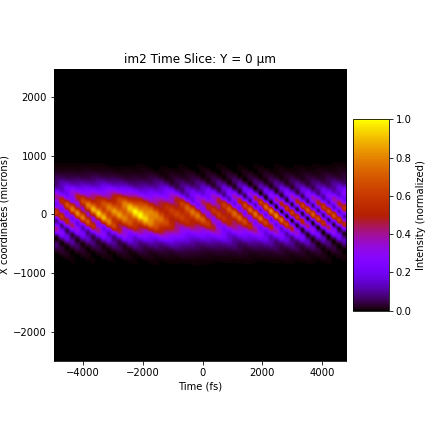 im2 Time Slice: Y = 0 μm
X coordinates (microns)
2000
1000
0
−1000
−2000
−4000 −2000 0 2000 4000
Time (fs)
1.0
0.8
0.6
0.4
0.2
0.0
Intensity (normalized)